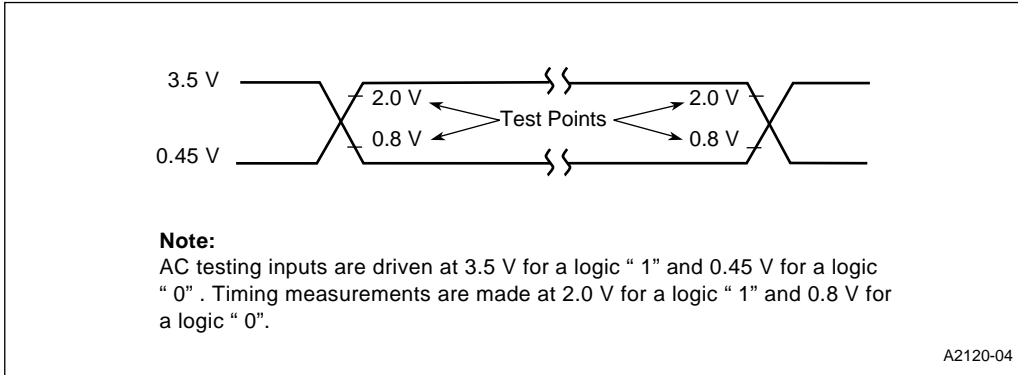 3.5 V
2.0 V
2.0 V
Test Points
0.8 V
0.8 V
0.45 V
Note:
AC testing inputs are driven at 3.5 V for a logic “ 1” and 0.45 V for a logic
“ 0” . Timing measurements are made at 2.0 V for a logic “ 1” and 0.8 V for
a logic “ 0”.
A2120-04